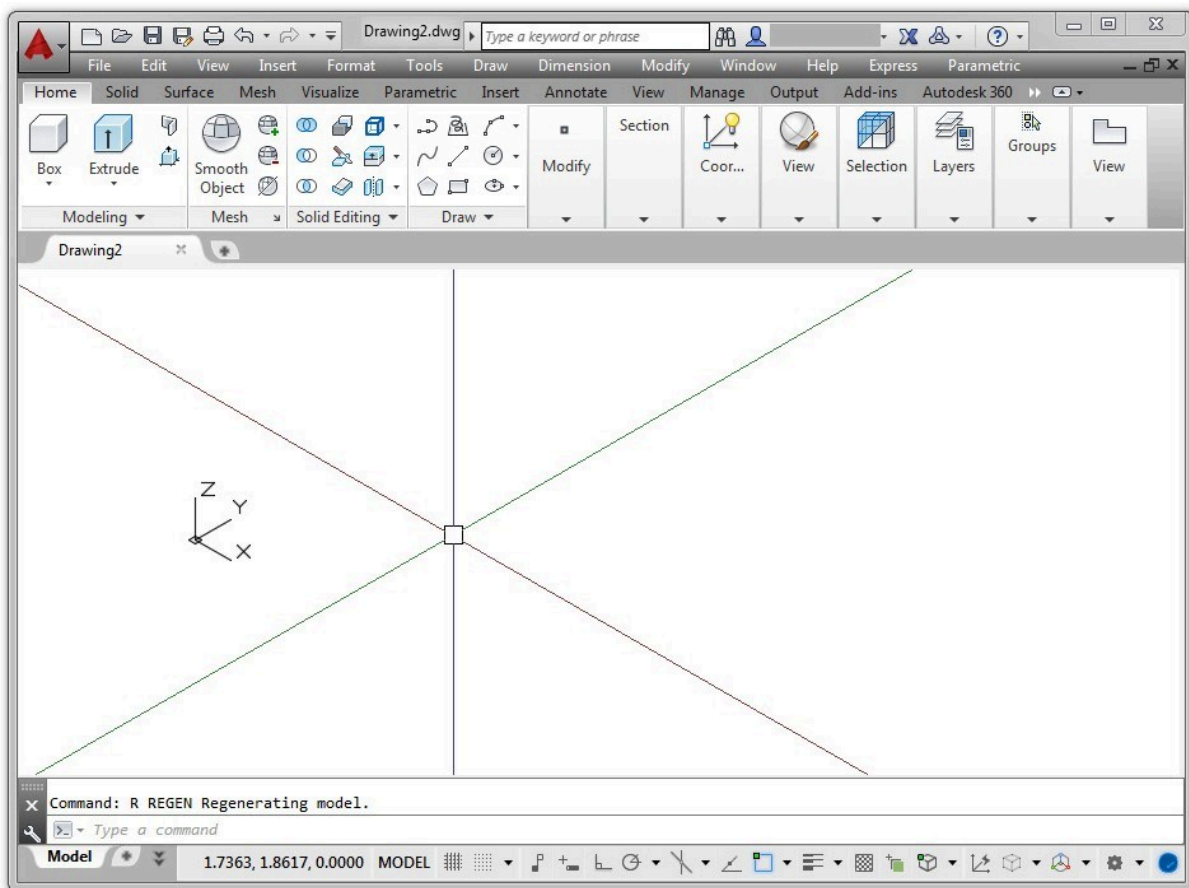 Drawing2.dwg Type a keyword or phrase
File Edit View Insert Format Tools Draw Dimension Modify Window Help Express Parametric
Home Solid Surface Mesh Visualize Parametric Insert Annotate View Manage Output Add-ins Autodesk 360
Box Extrude Smooth Object Modify Section Coor... View Selection Layers Groups View
Modeling Mesh Solid Editing Draw
Drawing2
Z
Y
X
Command: R REGEN Regenerating model.
Type a command
Model 1.7363, 1.8617, 0.0000 MODEL